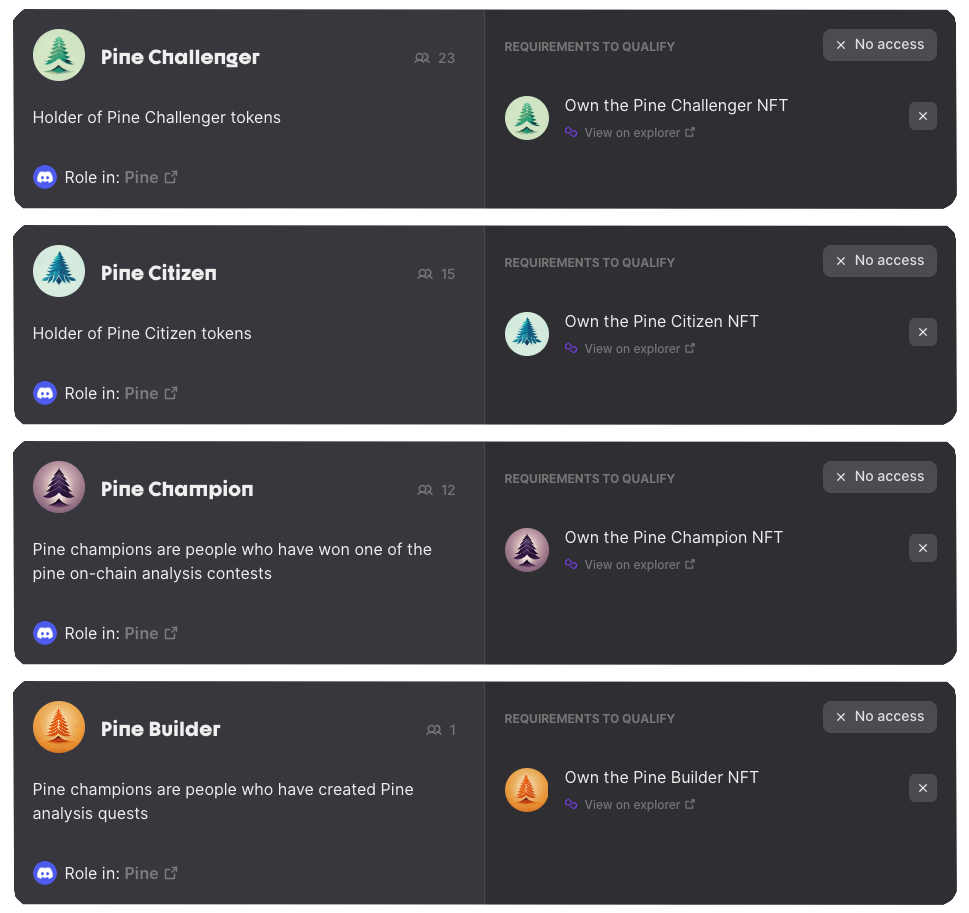 Pine Challenger
23
Holder of Pine Challenger tokens
Role in: Pine
REQUIREMENTS TO QUALIFY
No access
Own the Pine Challenger NFT
View on explorer
Pine Citizen
15
Holder of Pine Citizen tokens
Role in: Pine
REQUIREMENTS TO QUALIFY
No access
Own the Pine Citizen NFT
View on explorer
Pine Champion
12
Pine champions are people who have won one of the
pine on-chain analysis contests
Role in: Pine
REQUIREMENTS TO QUALIFY
No access
Own the Pine Champion NFT
View on explorer
Pine Builder
1
Pine champions are people who have created Pine
analysis quests
Role in: Pine
REQUIREMENTS TO QUALIFY
No access
Own the Pine Builder NFT
View on explorer